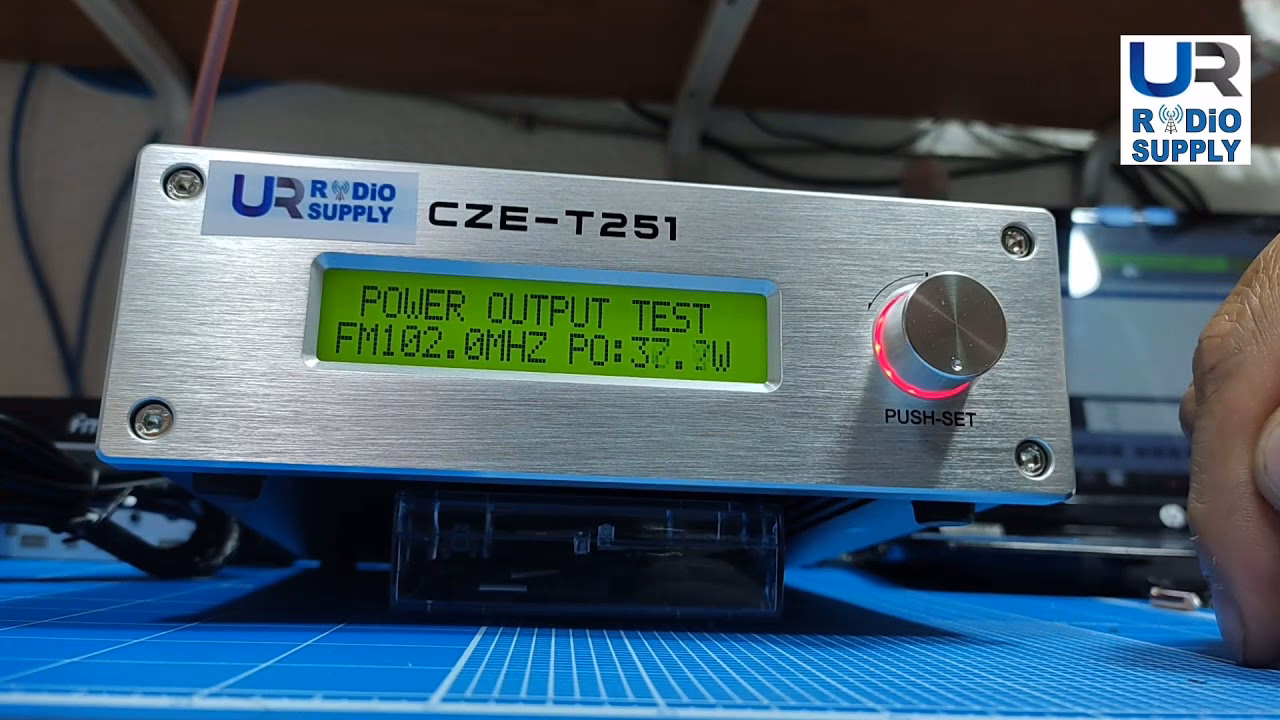 UR RADiO
SUPPLY
UR
RADiO
SUPPLY
CZE-T251
POWER OUTPUT TEST
FM102.0MHZ PO:
PUSH-SET